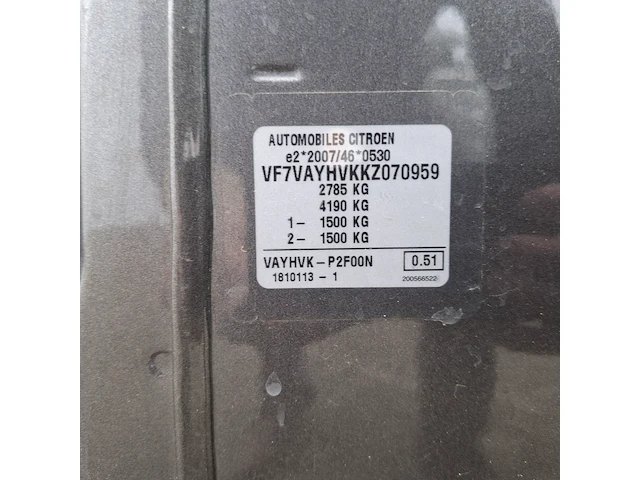 AUTOMOBILES CITROEN
e2*2007/46*0530
VF7VAYHVKKZ070959
2785 KG
4190 KG
1- 1500 KG
2- 1500 KG
VAYHVK-P2F00N 0.51
1810113 - 1 200566522